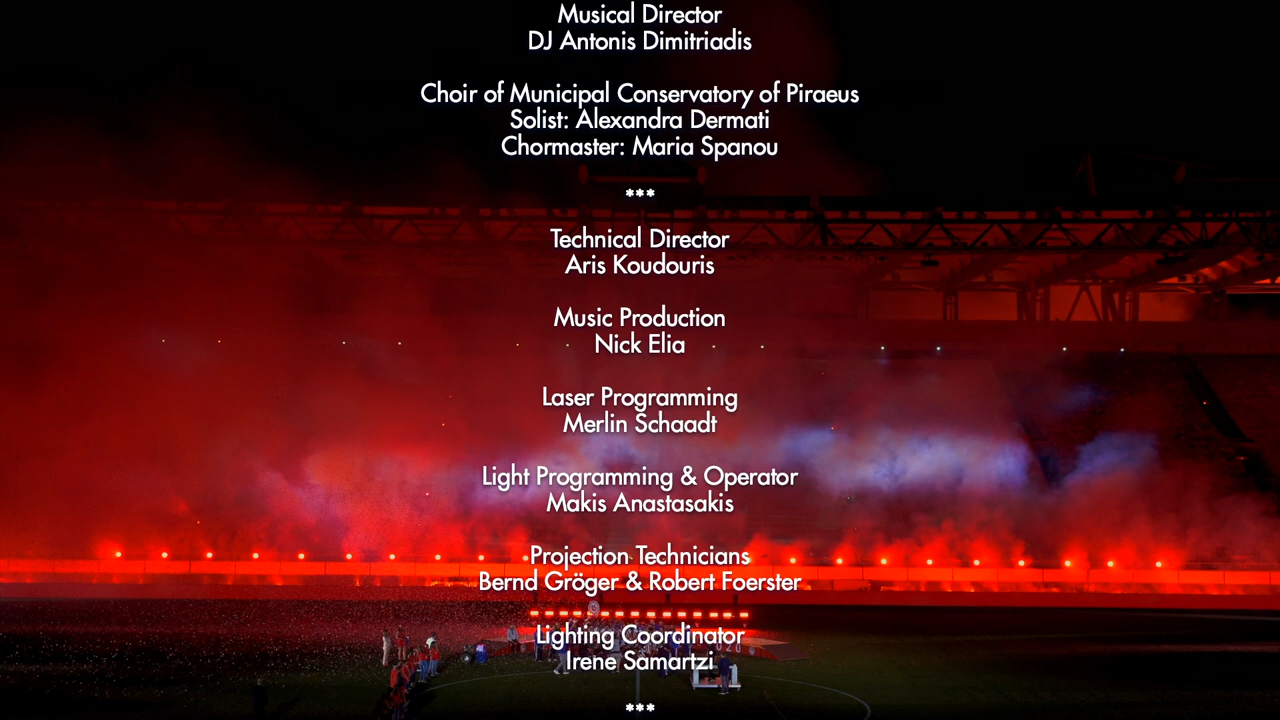 Musical Director
DJ Antonis Dimitriadis
Choir of Municipal Conservatory of Piraeus
Solist: Alexandra Dermati
Chormaster: Maria Spanou
***
Technical Director
Aris Koudouris
Music Production
Nick Elia
Laser Programming
Merlin Schaadt
Light Programming & Operator
Makis Anastasakis
Projection Technicians
Bernd Gröger & Robert Foerster
Lighting Coordinator
Irene Samartzi
***